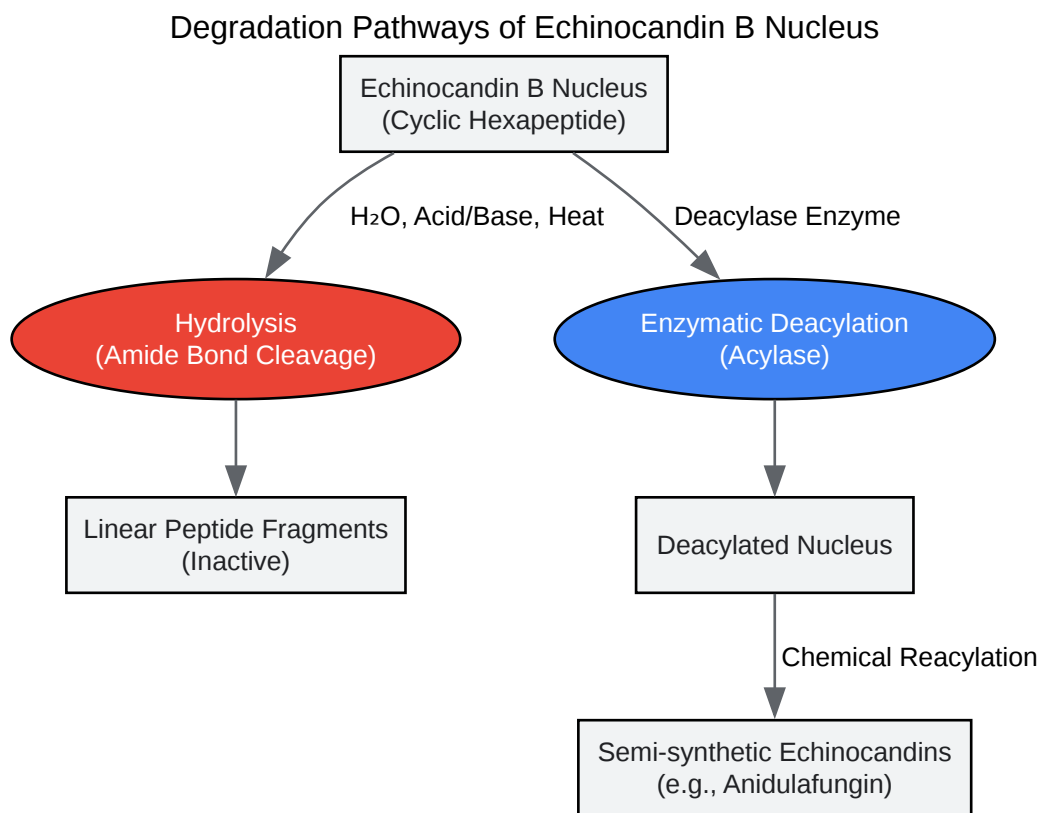 Degradation Pathways of Echinocandin B Nucleus
Echinocandin B Nucleus
(Cyclic Hexapeptide)
H₂O, Acid/Base, Heat
Deacylase Enzyme
Hydrolysis
(Amide Bond Cleavage)
Enzymatic Deacylation
(Acylase)
Linear Peptide Fragments
(Inactive)
Deacylated Nucleus
Chemical Reacylation
Semi-synthetic Echinocandins
(e.g., Anidulafungin)